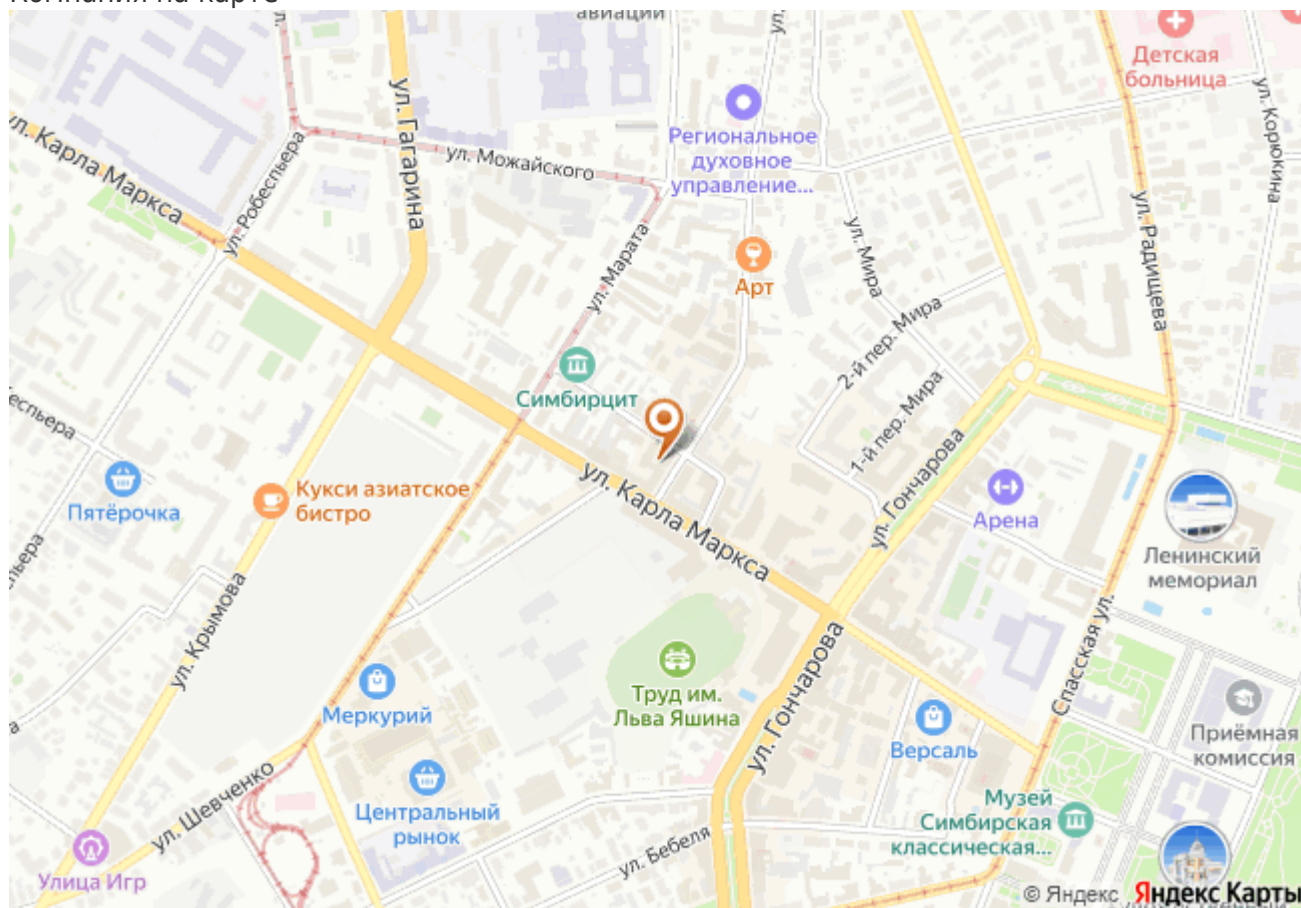 Компания на карте
авиации
Детская
больница
ул. Корюкина
ул. Карла Маркса
ул. Робеспьера
ул. Гагарина
ул. Можайского
Региональное
духовное
управление...
ул. Радищева
ул. Марата
Арт
ул. Мира
2-й пер. Мира
1-й пер. Мира
Симбирцит
Пятёрочка
Кукси азиатское
бистро
ул. Карла Маркса
ул. Гончарова
Арена
Ленинский
мемориал
ул. Крымова
Спасская ул.
Меркурий
Труд им.
Льва Яшина
ул. Гончарова
Версаль
Приёмная
комиссия
ул. Шевченко
Центральный
рынок
Музей
Симбирская
классическая...
ул. Бебеля
Улица Игр
© Яндекс Яндекс Карты